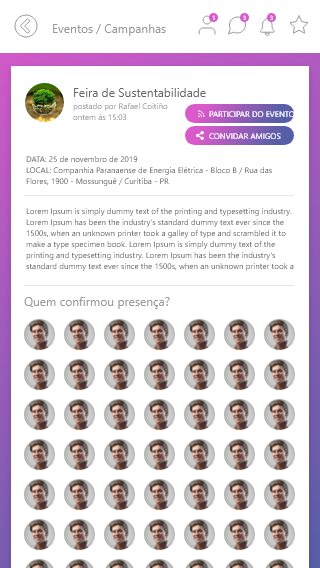 Eventos / Campanhas
1
3
3
Feira de Sustentabilidade
postado por Rafael Coitiño
ontem às 15:03
PARTICIPAR DO EVENTO
CONVIDAR AMIGOS
DATA: 25 de novembro de 2019
LOCAL: Companhia Paranaense de Energia Elétrica - Bloco B / Rua das
Flores, 1900 - Mossunguê / Curitiba - PR
Lorem Ipsum is simply dummy text of the printing and typesetting industry.
Lorem Ipsum has been the industry's standard dummy text ever since the
1500s, when an unknown printer took a galley of type and scrambled it to
make a type specimen book. Lorem Ipsum is simply dummy text of the
printing and typesetting industry. Lorem Ipsum has been the industry's
standard dummy text ever since the 1500s, when an unknown printer took a
Quem confirmou presença?